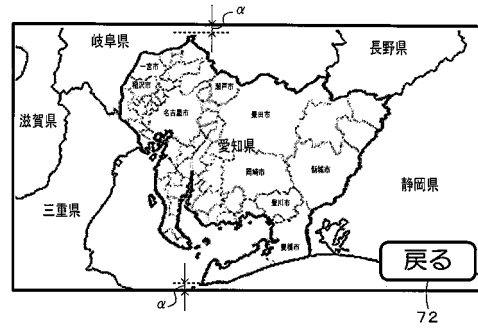 α
岐阜県
長野県
一宮市
稲沢市
瀬戸市
名古屋市
豊田市
滋賀県
愛知県
岡崎市
新城市
静岡県
三重県
豊川市
豊橋市
戻る
α
72